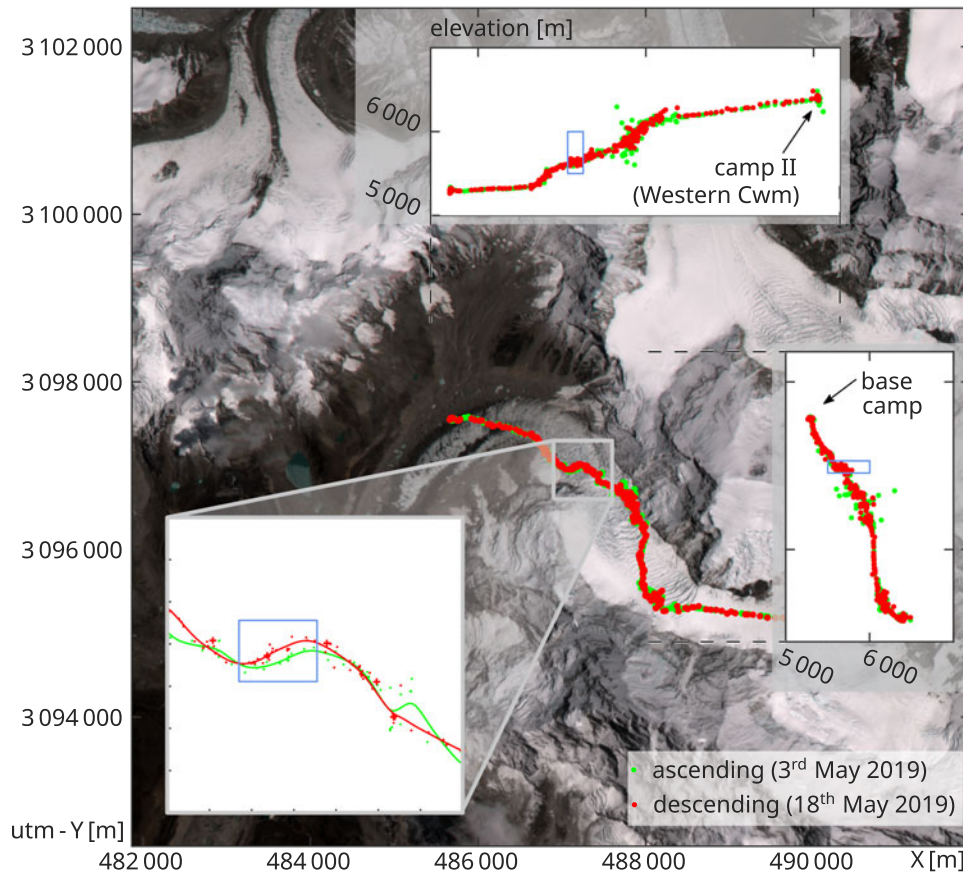 3 102 000
elevation [m]
6 000
camp II
(Western Cwm)
5 000
3 100 000
3 098 000
base
camp
3 096 000
5 000
6 000
3 094 000
ascending (3rd May 2019)
descending (18th May 2019)
utm - Y [m]
482 000
484 000
486 000
488 000
490 000
X [m]